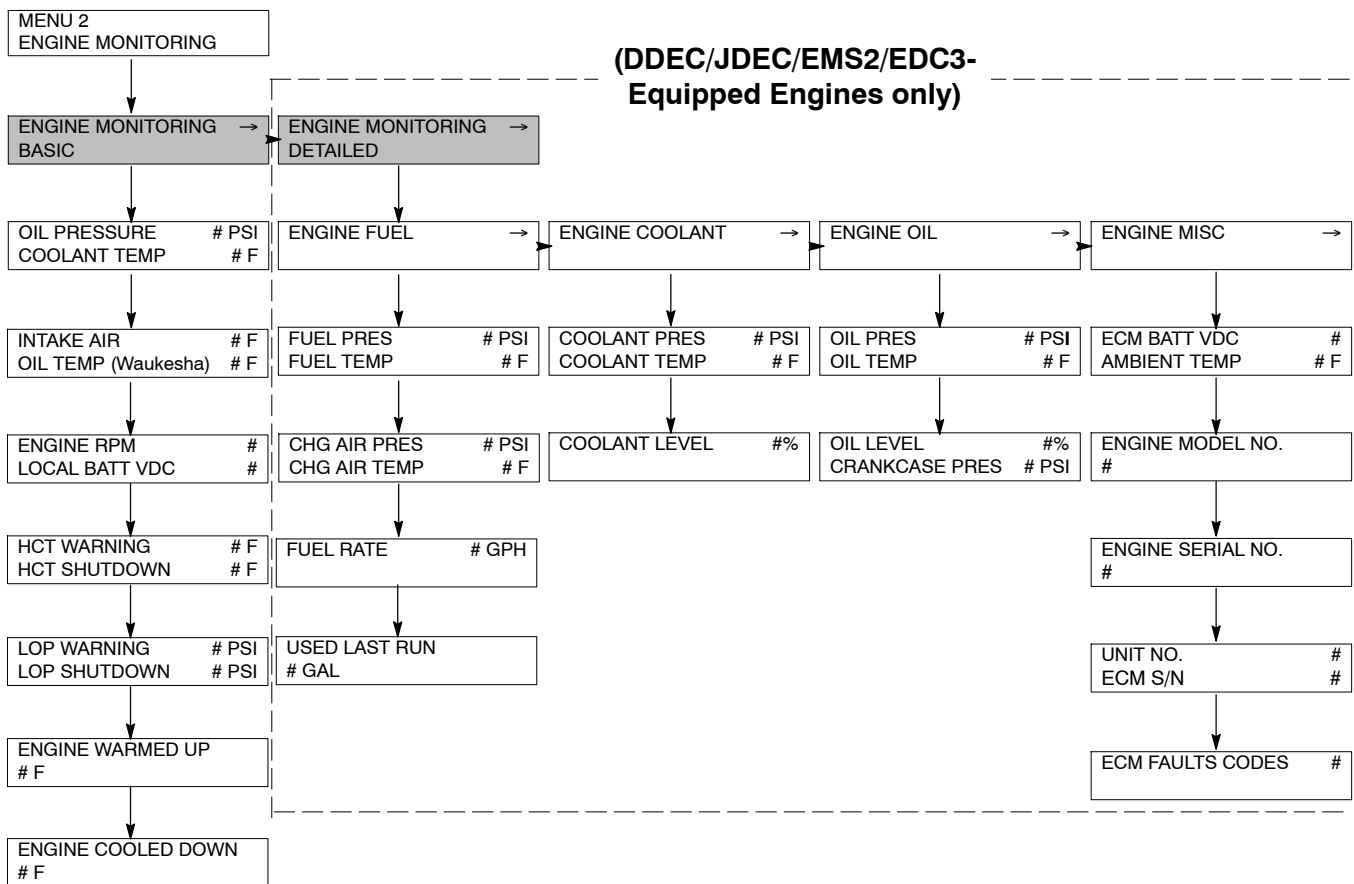 MENU 2
ENGINE MONITORING
(DDEC/JDEC/EMS2/EDC3-
Equipped Engines only)
ENGINE MONITORING →
BASIC
ENGINE MONITORING →
DETAILED
OIL PRESSURE # PSI
COOLANT TEMP # F
INTAKE AIR # F
OIL TEMP (Waukesha) # F
ENGINE RPM #
LOCAL BATT VDC #
HCT WARNING # F
HCT SHUTDOWN # F
LOP WARNING # PSI
LOP SHUTDOWN # PSI
ENGINE WARMED UP
# F
ENGINE COOLED DOWN
# F
ENGINE FUEL →
FUEL PRES # PSI
FUEL TEMP # F
CHG AIR PRES # PSI
CHG AIR TEMP # F
FUEL RATE # GPH
USED LAST RUN
# GAL
ENGINE COOLANT →
COOLANT PRES # PSI
COOLANT TEMP # F
COOLANT LEVEL #%
ENGINE OIL →
OIL PRES # PSI
OIL TEMP # F
OIL LEVEL #%
CRANKCASE PRES # PSI
ENGINE MISC →
ECM BATT VDC #
AMBIENT TEMP # F
ENGINE MODEL NO.
#
ENGINE SERIAL NO.
#
UNIT NO. #
ECM S/N #
ECM FAULTS CODES #